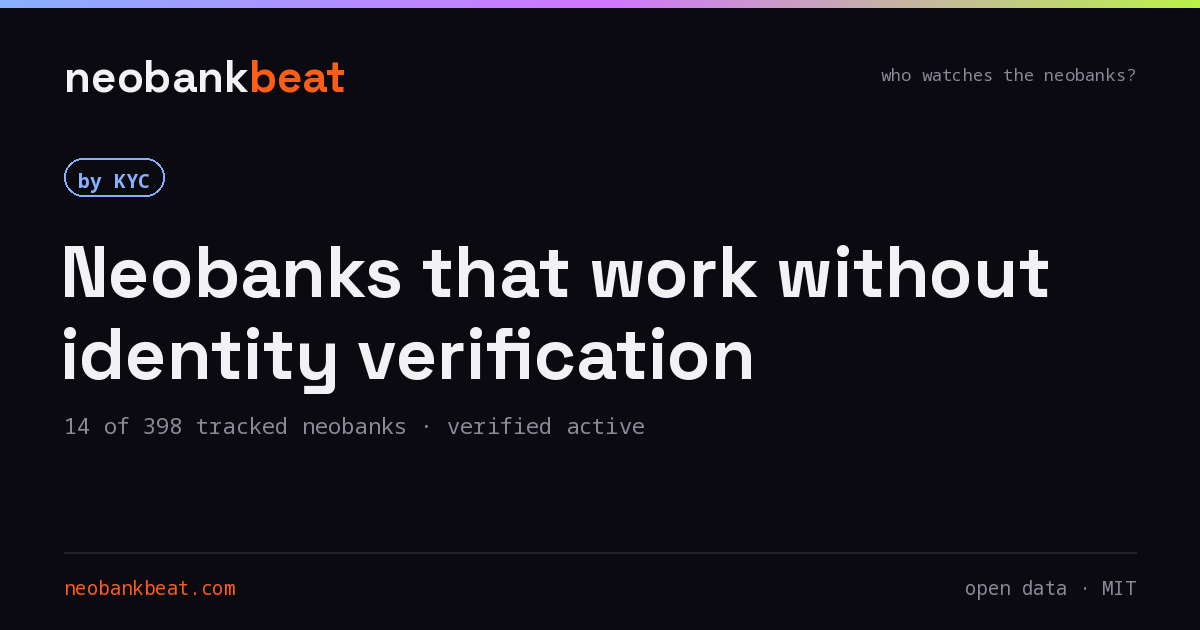 neobankbeat
who watches the neobanks?
by KYC
Neobanks that work without
identity verification
14 of 398 tracked neobanks · verified active
neobankbeat.com
open data · MIT